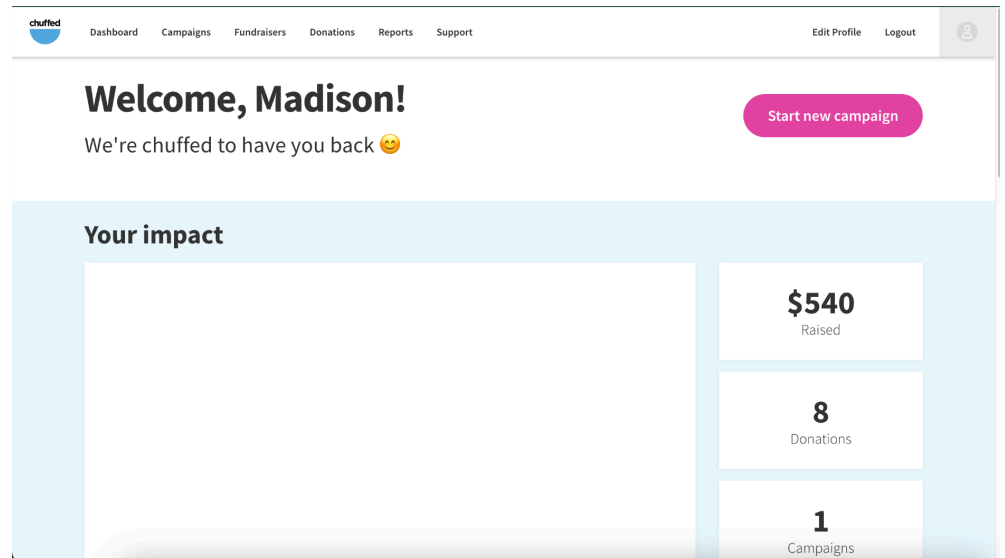 chuffed
Dashboard Campaigns Fundraisers Donations Reports Support Edit Profile Logout
Welcome, Madison!
Start new campaign
We're chuffed to have you back 😊
Your impact
$540
Raised
8
Donations
1
Campaigns